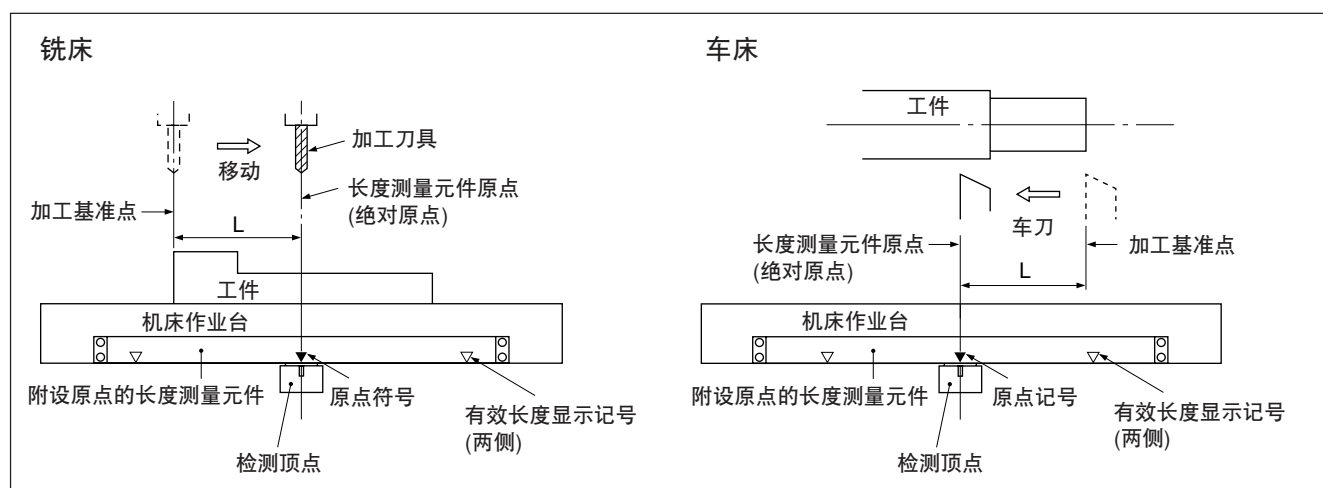 铣床
加工刀具
移动
长度测量元件原点
(绝对原点)
加工基准点
L
工件
机床作业台
附设原点的长度测量元件
原点符号
有效长度显示记号
(两侧)
检测顶点
车床
工件
车刀
长度测量元件原点
(绝对原点)
加工基准点
L
机床作业台
附设原点的长度测量元件
原点记号
有效长度显示记号
(两侧)
检测顶点